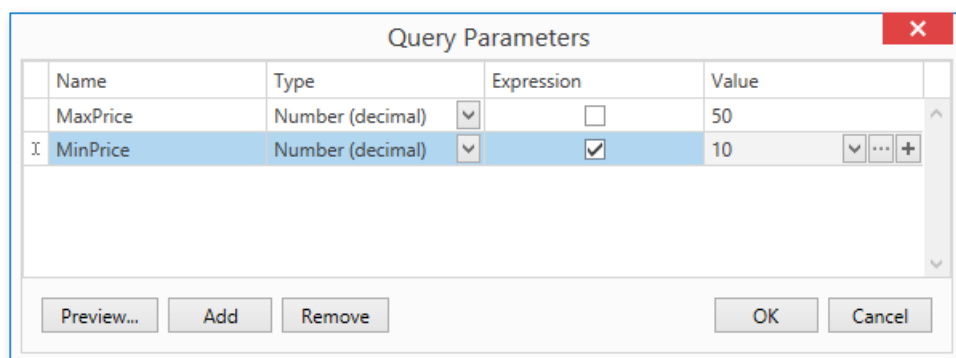 Query Parameters
Name Type Expression Value
MaxPrice Number (decimal) 50
MinPrice Number (decimal) 10
Preview... Add Remove OK Cancel